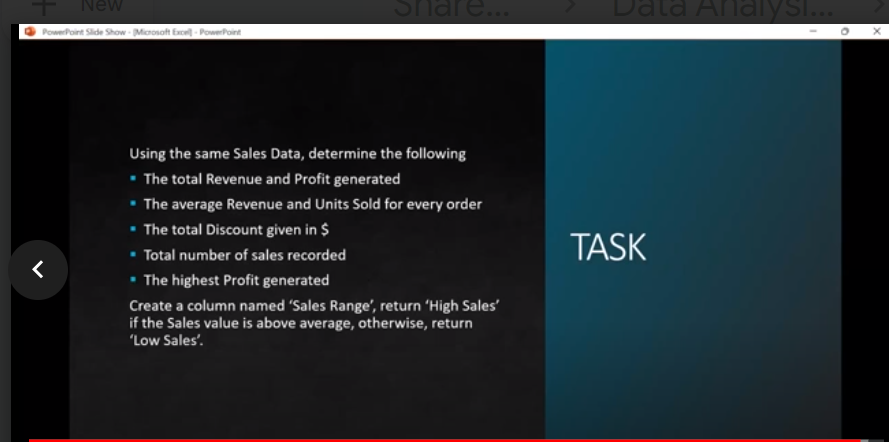 New
Share...
Data Analysi...
PowerPoint Slide Show - [Microsoft Excel] - PowerPoint
Using the same Sales Data, determine the following
▪ The total Revenue and Profit generated
▪ The average Revenue and Units Sold for every order
▪ The total Discount given in $
▪ Total number of sales recorded
▪ The highest Profit generated
Create a column named ‘Sales Range’, return ‘High Sales’
if the Sales value is above average, otherwise, return
‘Low Sales’.
TASK